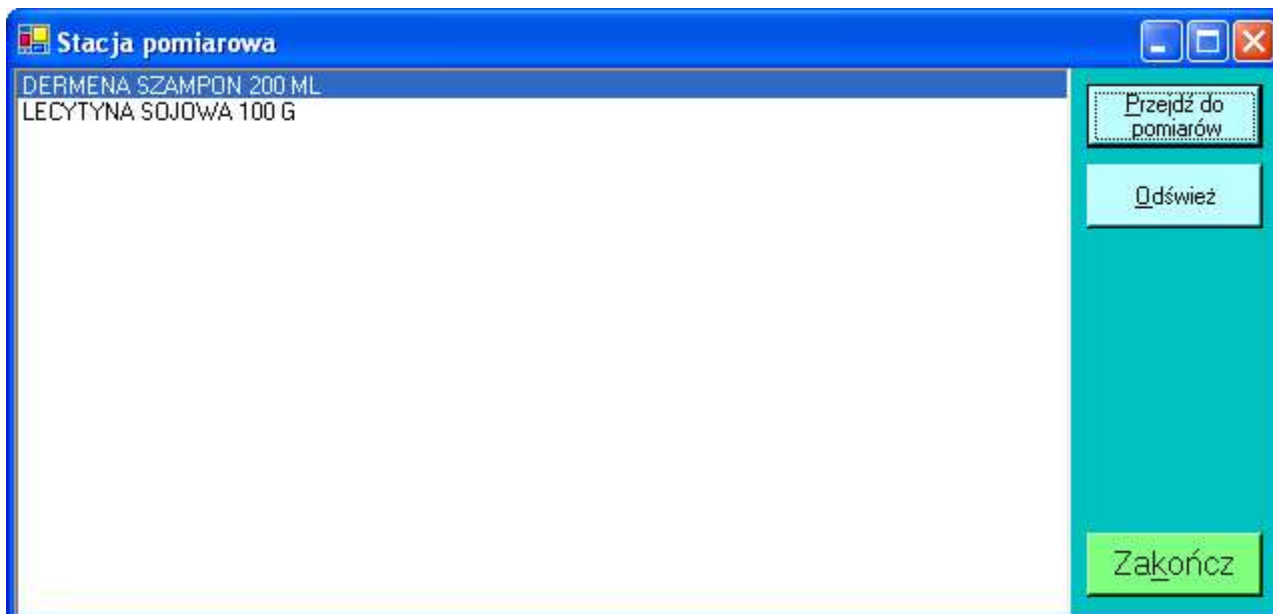 Stacja pomiarowa
DERMENA SZAMPON 200 ML
LECYTYNA SOJOWA 100 G
Przejdź do
pomiarów
Odśwież
Zakończ